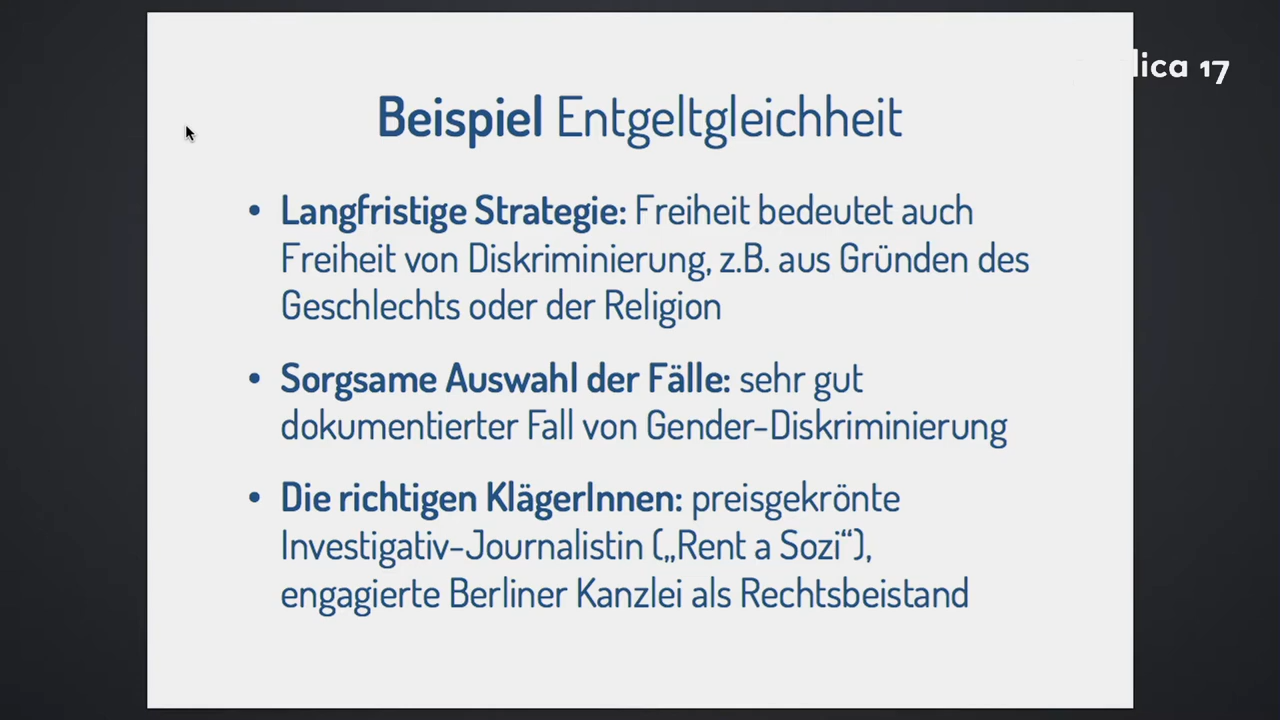 lica 17
Beispiel Entgeltgleichheit
• Langfristige Strategie: Freiheit bedeutet auch
Freiheit von Diskriminierung, z.B. aus Gründen des
Geschlechts oder der Religion
• Sorgsame Auswahl der Fälle: sehr gut
dokumentierter Fall von Gender-Diskriminierung
• Die richtigen KlägerInnen: preisgekrönte
Investigativ-Journalistin („Rent a Sozi“),
engagierte Berliner Kanzlei als Rechtsbeistand